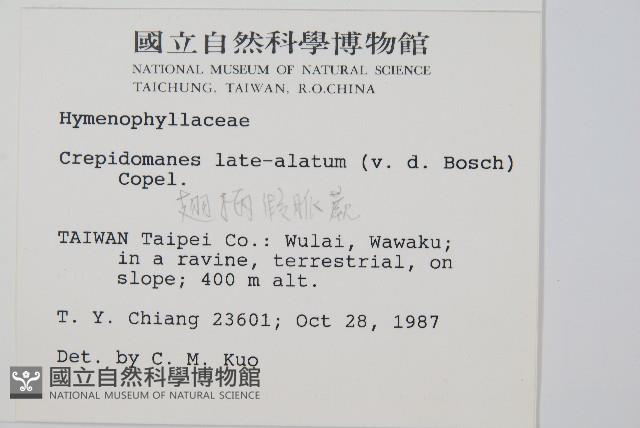 國立自然科學博物館
NATIONAL MUSEUM OF NATURAL SCIENCE
TAICHUNG, TAIWAN, R.O.CHINA
Hymenophyllaceae
Crepidomanes late-alatum (v. d. Bosch)
Copel.
翅柄假脈蕨
TAIWAN Taipei Co.: Wulai, Wawaku;
in a ravine, terrestrial, on
slope; 400 m alt.
T. Y. Chiang 23601; Oct 28, 1987
Det. by C. M. Kuo
國立自然科學博物館
NATIONAL MUSEUM OF NATURAL SCIENCE